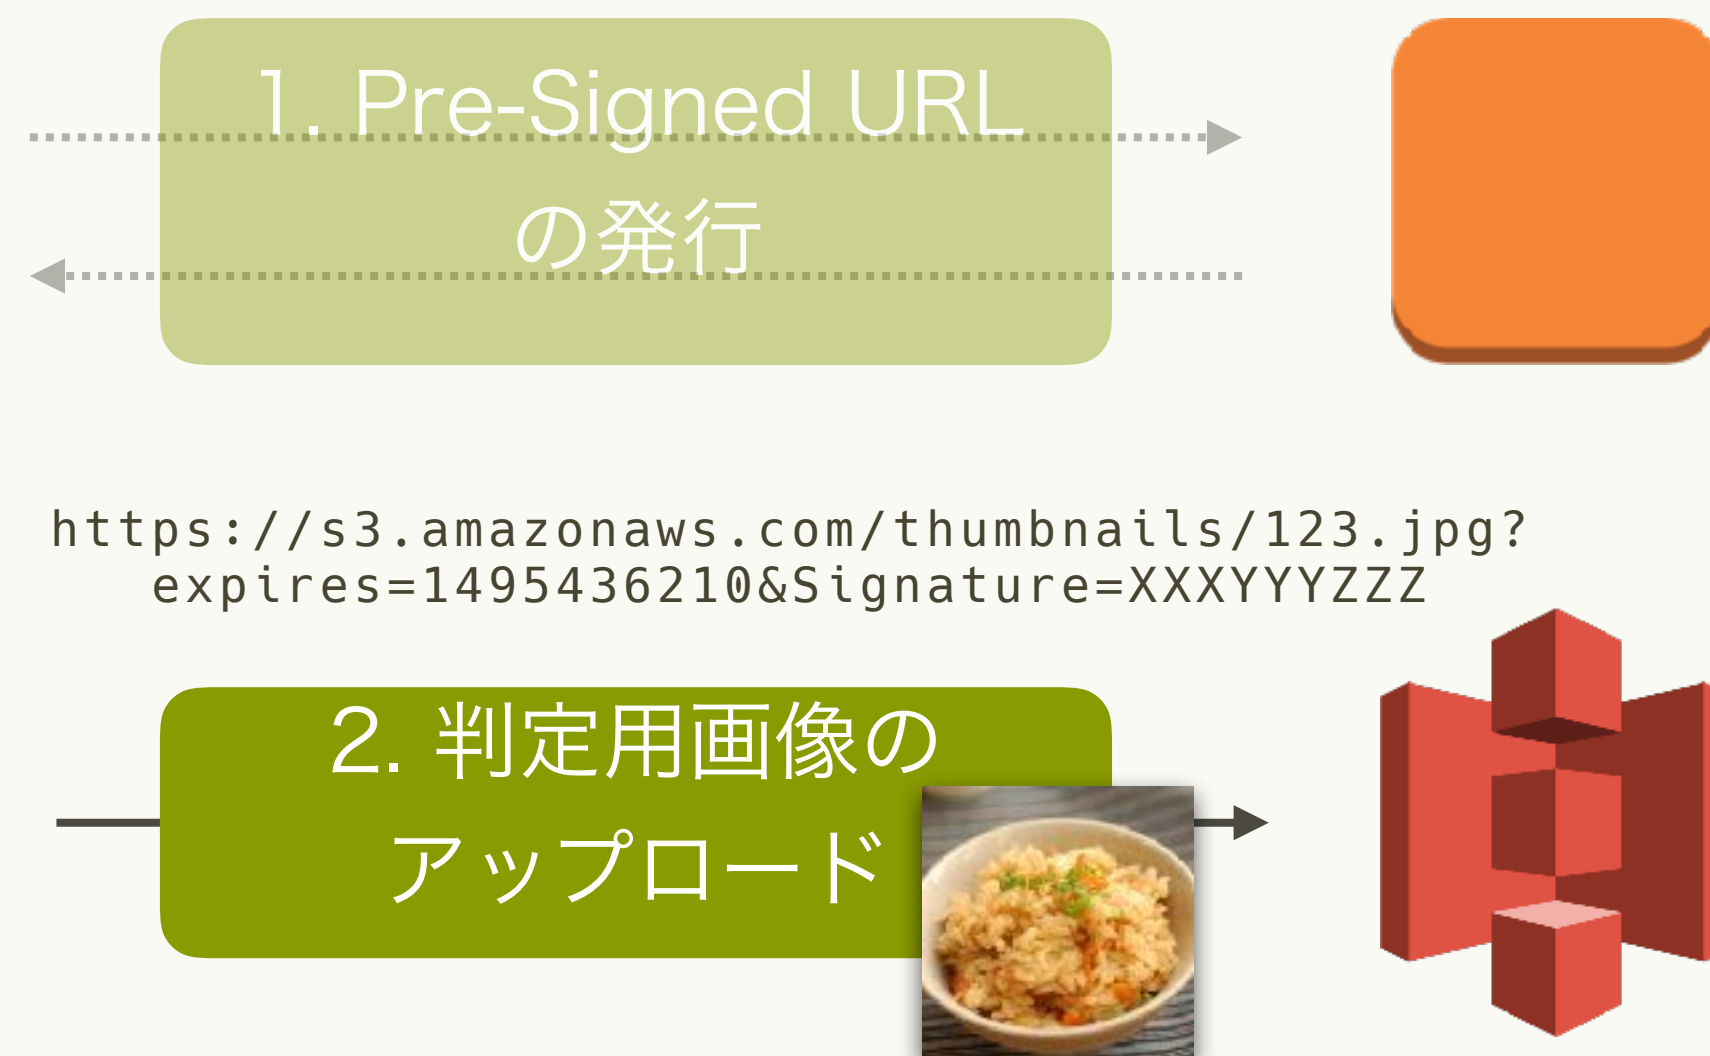 1. Pre-Signed URL
の発行
https://s3.amazonaws.com/thumbnails/123.jpg?
expires=1495436210&Signature=XXXYYYZZZ
2. 判定用画像の
アップロード